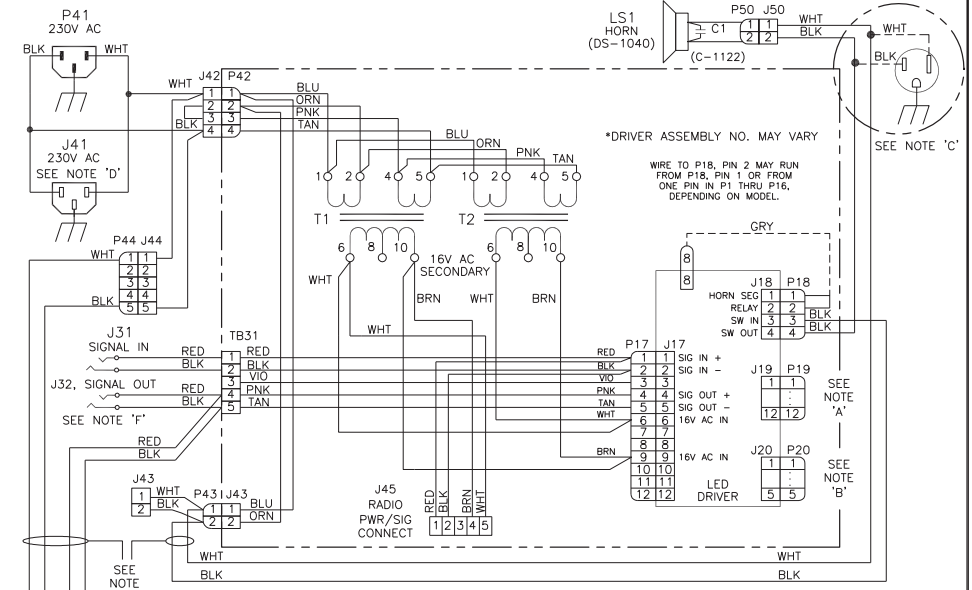 P41
230V AC
BLK
WHT
J41
230V AC
SEE NOTE 'D'
WHT
BLK
J42 P42
1 1
2 2
3 3
4 4
BLU
ORN
PNK
TAN
LS1
HORN
(DS-1040)
C1
(C-1122)
P50 J50
1 1
2 2
WHT
BLK
WHT
BLK
SEE NOTE 'C'
*DRIVER ASSEMBLY NO. MAY VARY
WIRE TO P18, PIN 2 MAY RUN
FROM P18, PIN 1 OR FROM
ONE PIN IN P1 THRU P16,
DEPENDING ON MODEL.
BLU
ORN
PNK
TAN
1 2 4 5 1 2 4 5
T1
T2
6 8 10
6 8 10
16V AC
SECONDARY
WHT
BRN
WHT
BRN
WHT
P44 J44
WHT
BLK
1 1
2 2
3 3
4 4
5 5
GRY
8
8
J18 P18
HORN SEG 1 1
RELAY 2 2
SW IN 3 3 BLK
SW OUT 4 4 BLK
J31
SIGNAL IN
RED
BLK
J32, SIGNAL OUT
RED
BLK
SEE NOTE 'F'
RED
BLK
TB31
1 RED
2 BLK
3 VIO
4 PNK
5 TAN
P17 J17
RED 1 1 SIG IN +
BLK 2 2 SIG IN -
VIO 3 3
PNK 4 4 SIG OUT +
TAN 5 5 SIG OUT -
WHT 6 6 16V AC IN
7 7
8 8
BRN 9 9 16V AC IN
10 10
11 11
12 12
LED
DRIVER
J19 P19
1 1
12 12
SEE
NOTE
'A'
J20 P20
1 1
5 5
SEE
NOTE
'B'
J43
1 WHT
2 BLK
P43 J43
1 1 BLU
2 2 ORN
J45
RADIO
PWR/SIG
CONNECT
RED
BLK
BRN
WHT
1 2 3 4 5
SEE
NOTE
WHT
BLK
WHT
BLK